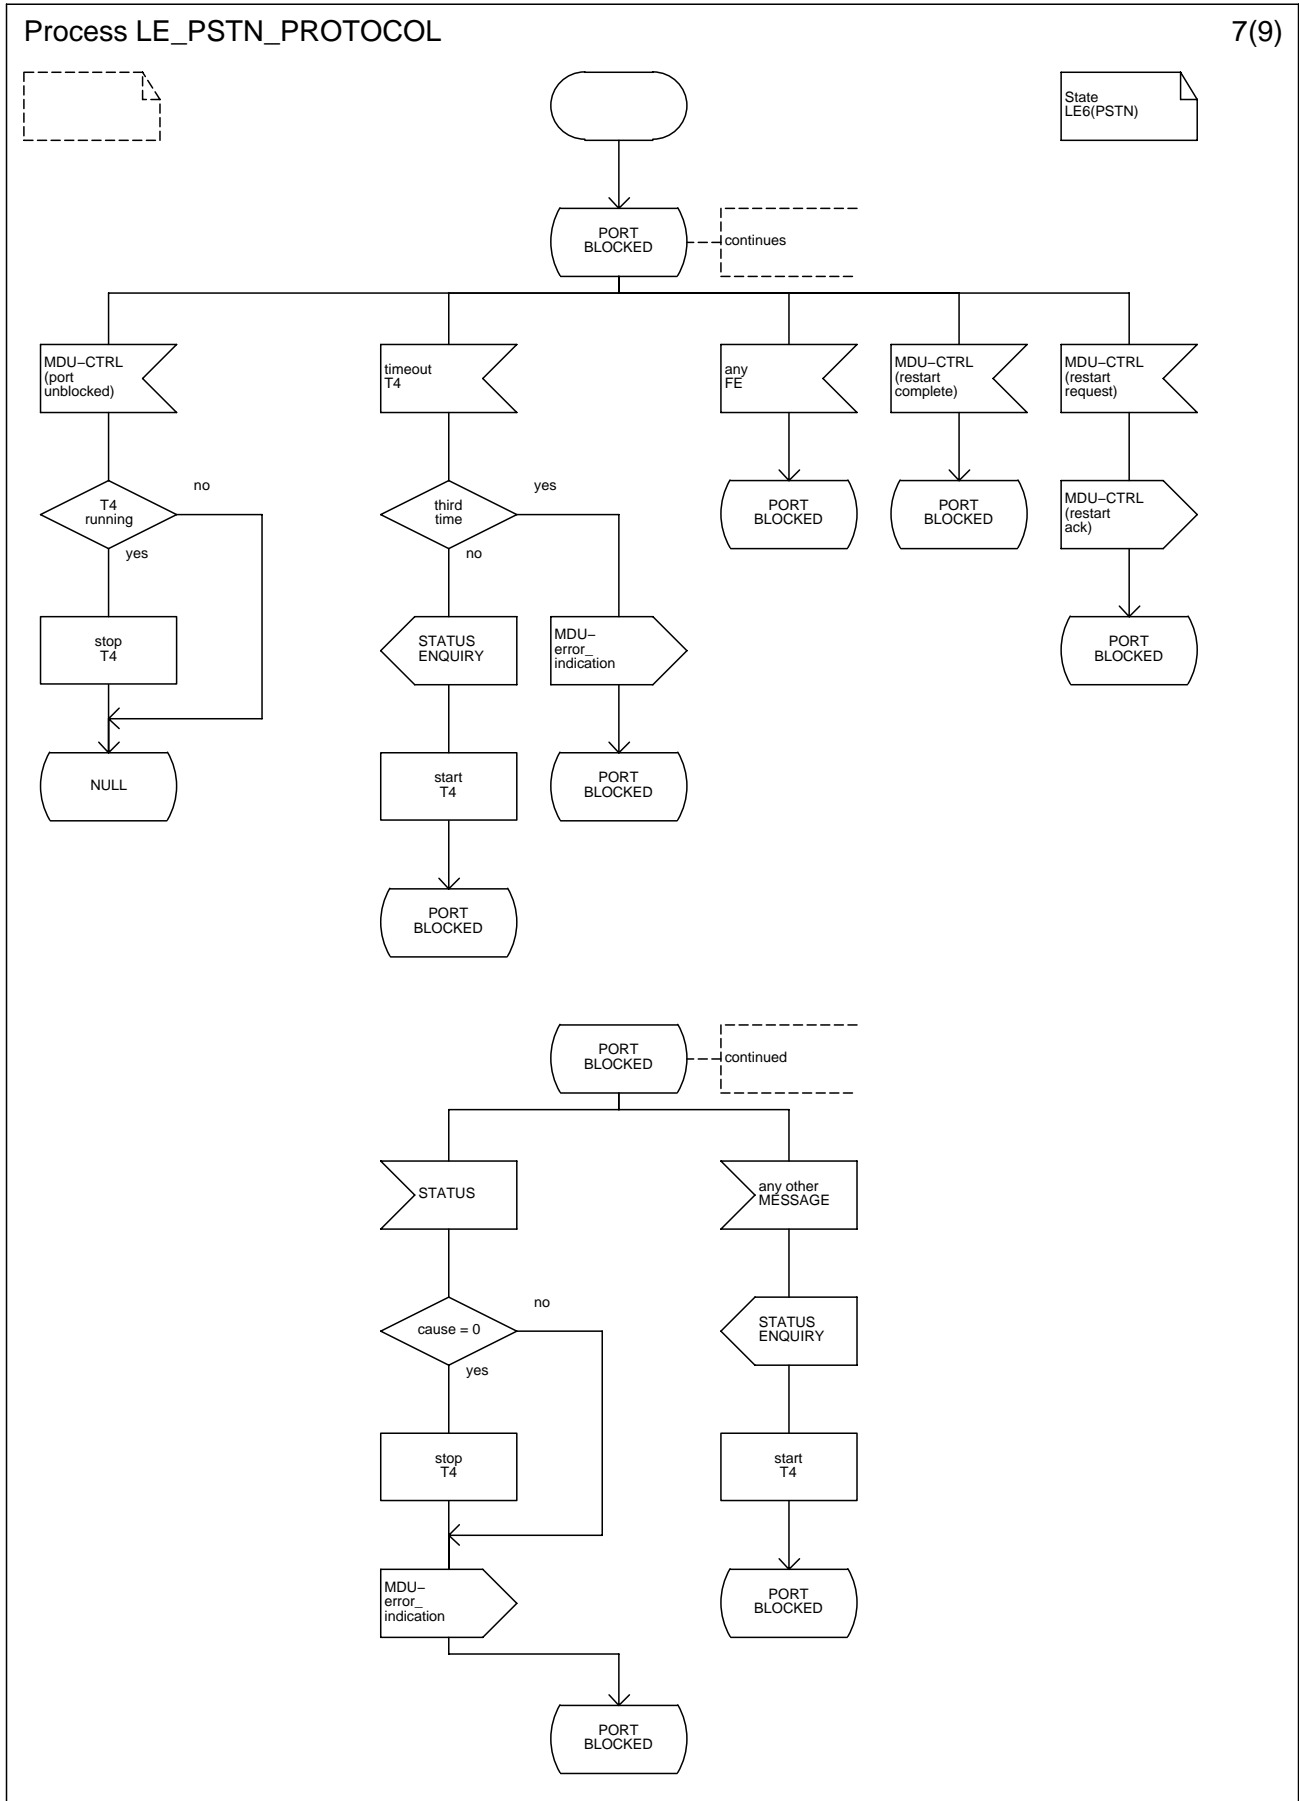 Process LE_PSTN_PROTOCOL
7(9)
State
LE6(PSTN)
PORT
BLOCKED
continues
MDU−CTRL
(port
unblocked)
timeout
T4
any
FE
MDU−CTRL
(restart
complete)
MDU−CTRL
(restart
request)
T4
running
no
yes
third
time
yes
no
PORT
BLOCKED
PORT
BLOCKED
MDU−CTRL
(restart
ack)
stop
T4
STATUS
ENQUIRY
MDU−
error_
indication
PORT
BLOCKED
NULL
start
T4
PORT
BLOCKED
PORT
BLOCKED
PORT
BLOCKED
continued
STATUS
any other
MESSAGE
cause = 0
no
yes
STATUS
ENQUIRY
stop
T4
start
T4
MDU−
error_
indication
PORT
BLOCKED
PORT
BLOCKED